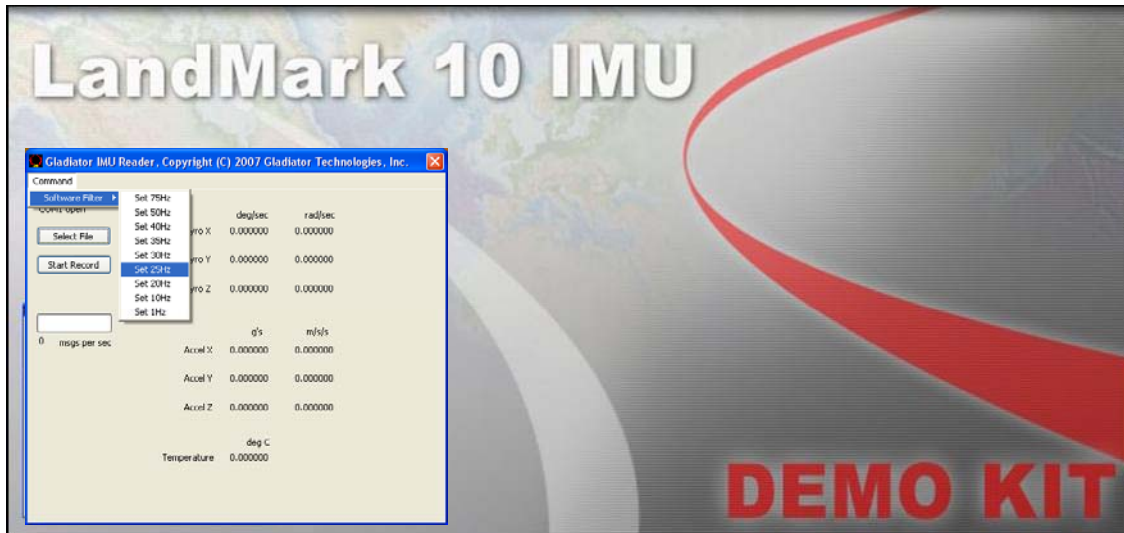 LandMark 10 IMU
Gladiator IMU Reader, Copyright (C) 2007 Gladiator Technologies, Inc.
Command
Software Filter
Set 75Hz
Set 50Hz
Set 40Hz
Set 35Hz
Set 30Hz
Set 25Hz
Set 20Hz
Set 10Hz
Set 1Hz
COM1 open
Select File
Start Record
0 msgs per sec
deg/sec rad/sec
yro X 0.000000 0.000000
yro Y 0.000000 0.000000
yro Z 0.000000 0.000000
g's m/s/s
Accel X 0.000000 0.000000
Accel Y 0.000000 0.000000
Accel Z 0.000000 0.000000
deg C
Temperature 0.000000
DEMO KIT